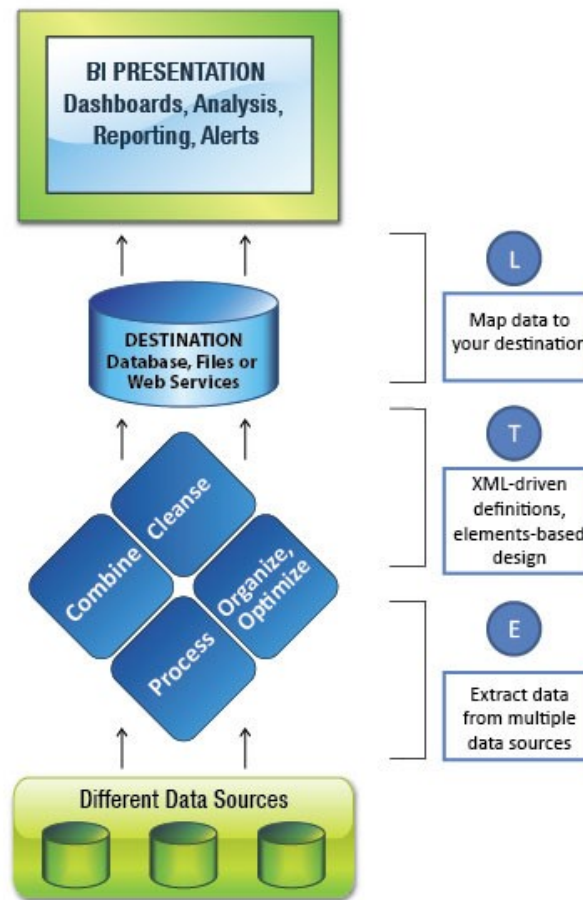 BI PRESENTATION
Dashboards, Analysis,
Reporting, Alerts
L
Map data to
your destination
DESTINATION
Database, Files or
Web Services
T
XML-driven
definitions,
elements-based
design
Cleanse
Combine
Organize,
Optimize
Process
E
Extract data
from multiple
data sources
Different Data Sources